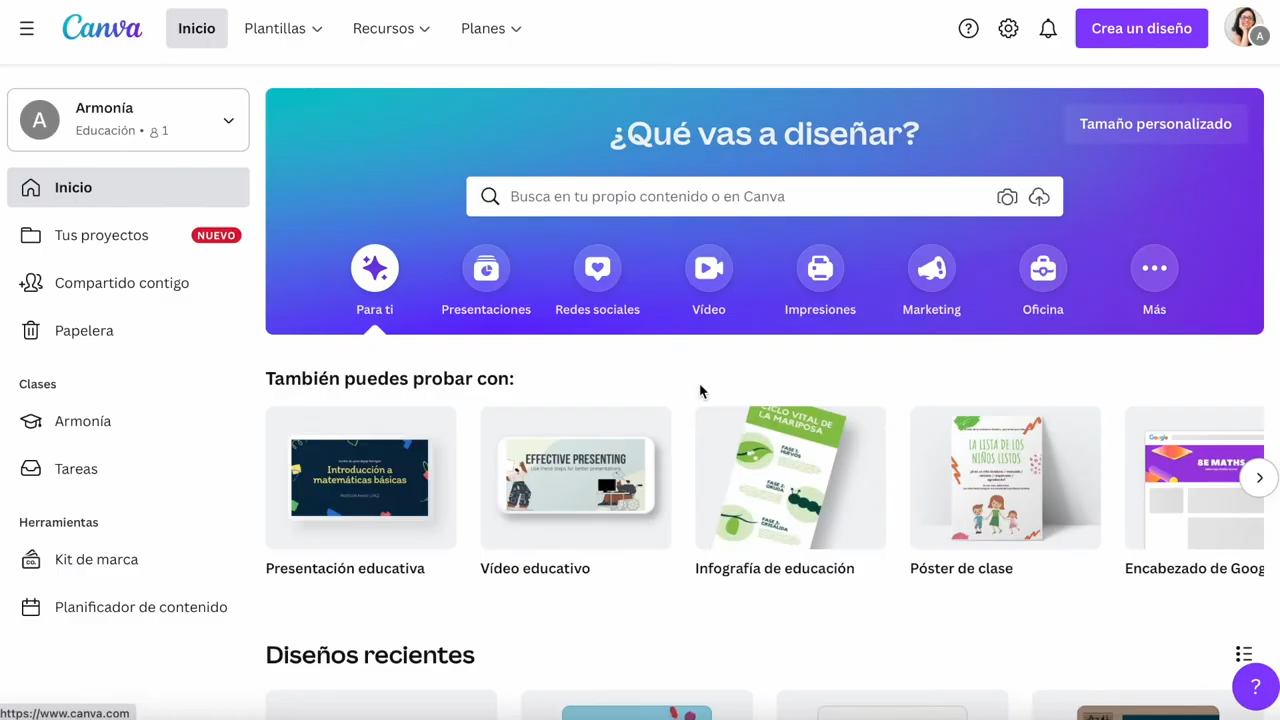 Canva
Inicio
Plantillas
Recursos
Planes
Crea un diseño
A
A
Armonía
Educación • 1
Inicio
Tus proyectos
NUEVO
Compartido contigo
Papelera
Clases
Armonía
Tareas
Herramientas
CO.
Kit de marca
Planificador de contenido
¿Qué vas a diseñar?
Tamaño personalizado
Busca en tu propio contenido o en Canva
Para ti
Presentaciones
Redes sociales
Vídeo
Impresiones
Marketing
Oficina
Más
También puedes probar con:
Introducción a
matemáticas básicas
EFFECTIVE PRESENTING
CICLO VITAL DE
LA MARIPOSA
LA LISTA DE LOS
NIÑOS LISTOS
Google
8E MATHS
Presentación educativa
Vídeo educativo
Infografía de educación
Póster de clase
Encabezado de Goog
Diseños recientes
?
https://www.canva.com